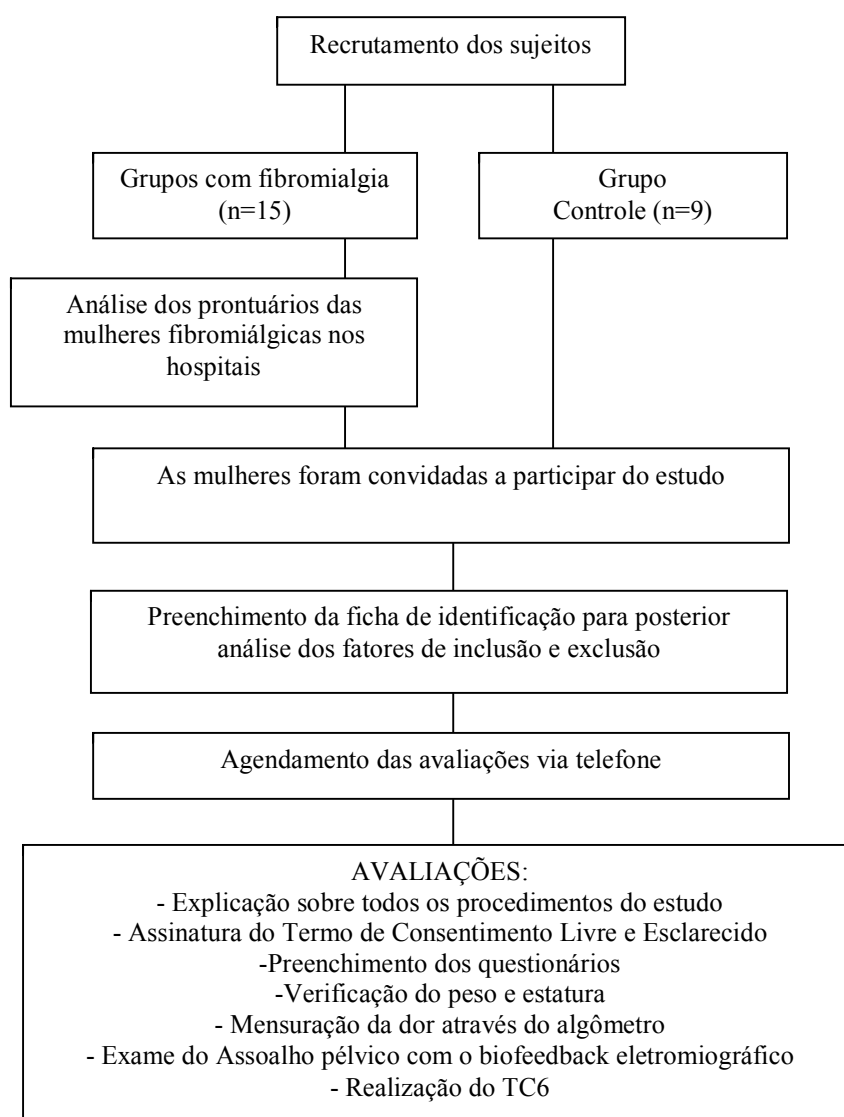 Recrutamento dos sujeitos
Grupos com fibromialgia
(n=15)
Grupo
Controle (n=9)
Análise dos prontuários das
mulheres fibromiálgicas nos
hospitais
As mulheres foram convidadas a participar do estudo
Preenchimento da ficha de identificação para posterior
análise dos fatores de inclusão e exclusão
Agendamento das avaliações via telefone
AVALIAÇÕES:
- Explicação sobre todos os procedimentos do estudo
- Assinatura do Termo de Consentimento Livre e Esclarecido
-Preenchimento dos questionários
-Verificação do peso e estatura
- Mensuração da dor através do algômetro
- Exame do Assoalho pélvico com o biofeedback eletromiográfico
- Realização do TC6